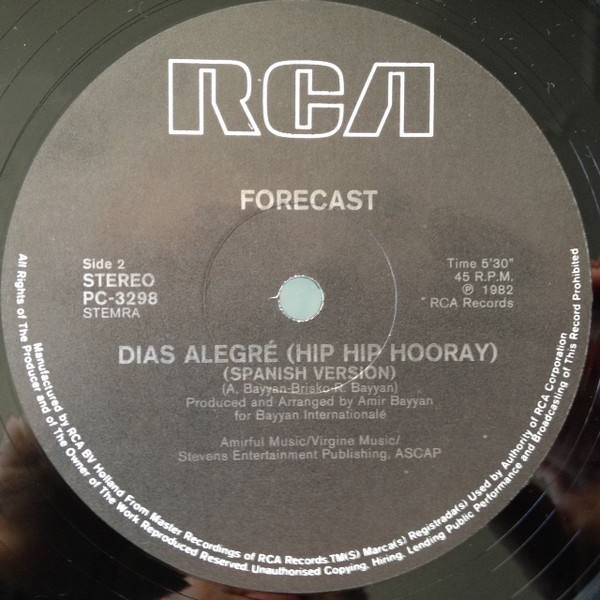 RCA
FORECAST
Side 2
STEREO
PC-3298
STEMRA
Time 5'30"
45 R.P.M.
℗ 1982
RCA Records
DIAS ALEGRÉ (HIP HIP HOORAY)
(SPANISH VERSION)
(A. Bayyan-Brisko-R. Bayyan)
Produced and Arranged by Amir Bayyan
for Bayyan Internationalé
Amirful Music/Virgine Music/
Stevens Entertainment Publishing, ASCAP
Manufactured by RCA BV Holland From Master Recordings of RCA Records.TM(S) Marca(s) Registrada(s) Used by Authority of RCA Corporation
All Rights of The Producer and of The Owner of The Work Reproduced Reserved. Unauthorised Copying, Hiring, Lending Public Performance and Broadcasting of This Record Prohibited